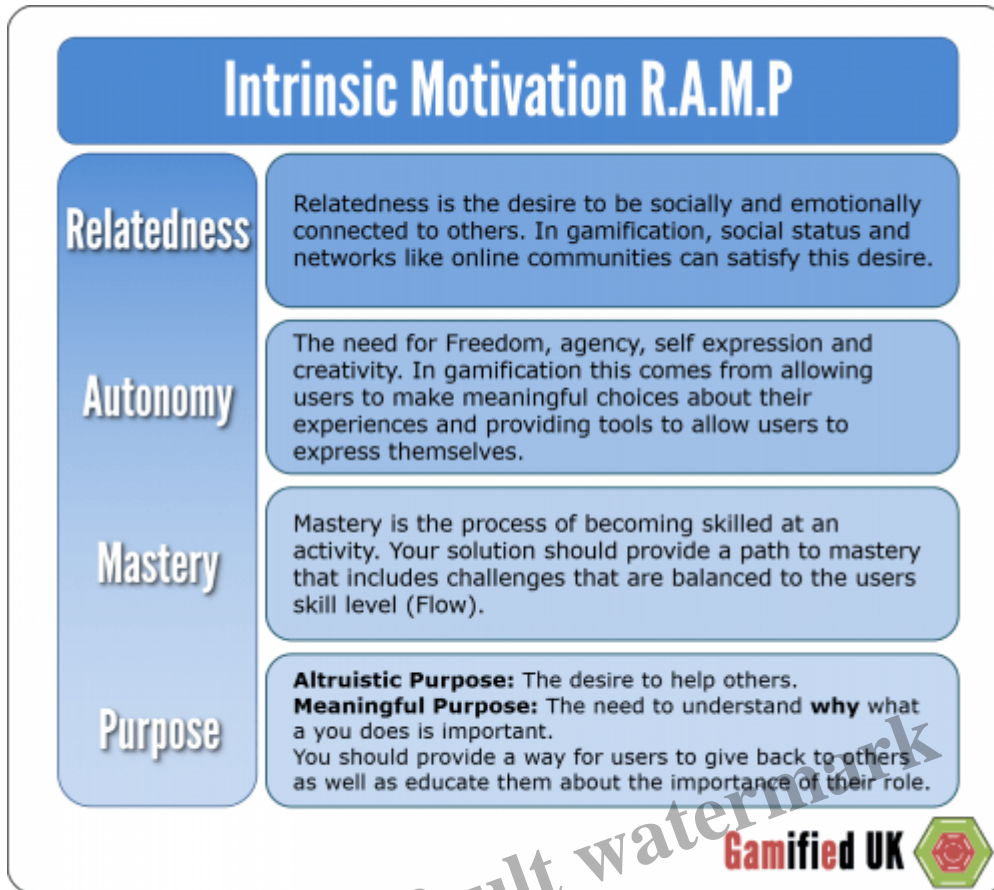 Intrinsic Motivation R.A.M.P
Relatedness
Relatedness is the desire to be socially and emotionally
connected to others. In gamification, social status and
networks like online communities can satisfy this desire.
Autonomy
The need for Freedom, agency, self expression and
creativity. In gamification this comes from allowing
users to make meaningful choices about their
experiences and providing tools to allow users to
express themselves.
Mastery
Mastery is the process of becoming skilled at an
activity. Your solution should provide a path to mastery
that includes challenges that are balanced to the users
skill level (Flow).
Purpose
Altruistic Purpose: The desire to help others.
Meaningful Purpose: The need to understand why what
a you does is important.
You should provide a way for users to give back to others
as well as educate them about the importance of their role.
watermark
Gamified UK